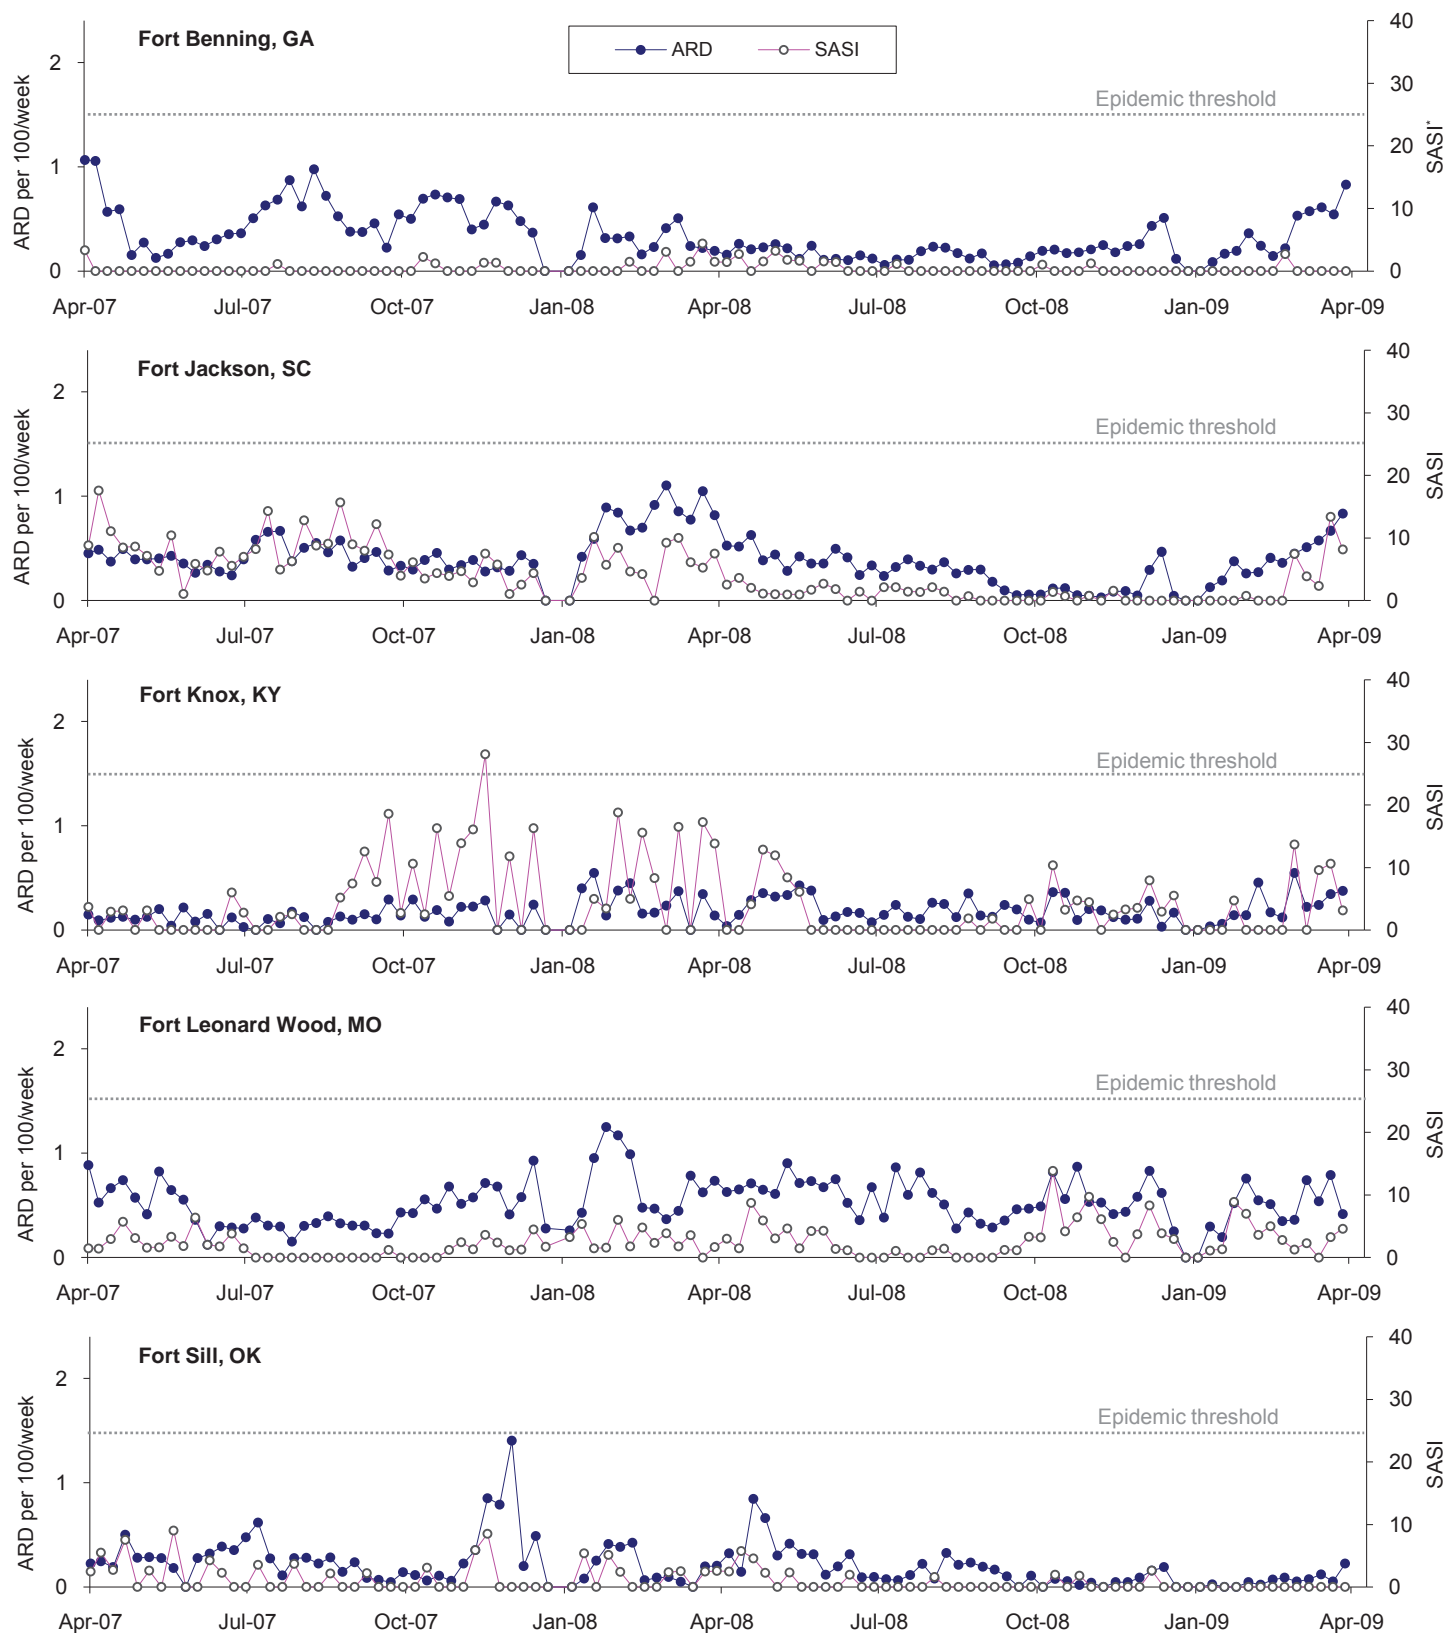 Fort Benning, GA
ARD SASI
Epidemic threshold
ARD per 100/week
2
1
0
SASI*
40
30
20
10
0
Apr-07 Jul-07 Oct-07 Jan-08 Apr-08 Jul-08 Oct-08 Jan-09 Apr-09
Fort Jackson, SC
Epidemic threshold
ARD per 100/week
2
1
0
SASI
40
30
20
10
0
Apr-07 Jul-07 Oct-07 Jan-08 Apr-08 Jul-08 Oct-08 Jan-09 Apr-09
Fort Knox, KY
Epidemic threshold
ARD per 100/week
2
1
0
SASI
40
30
20
10
0
Apr-07 Jul-07 Oct-07 Jan-08 Apr-08 Jul-08 Oct-08 Jan-09 Apr-09
Fort Leonard Wood, MO
Epidemic threshold
ARD per 100/week
2
1
0
SASI
40
30
20
10
0
Apr-07 Jul-07 Oct-07 Jan-08 Apr-08 Jul-08 Oct-08 Jan-09 Apr-09
Fort Sill, OK
Epidemic threshold
ARD per 100/week
2
1
0
SASI
40
30
20
10
0
Apr-07 Jul-07 Oct-07 Jan-08 Apr-08 Jul-08 Oct-08 Jan-09 Apr-09